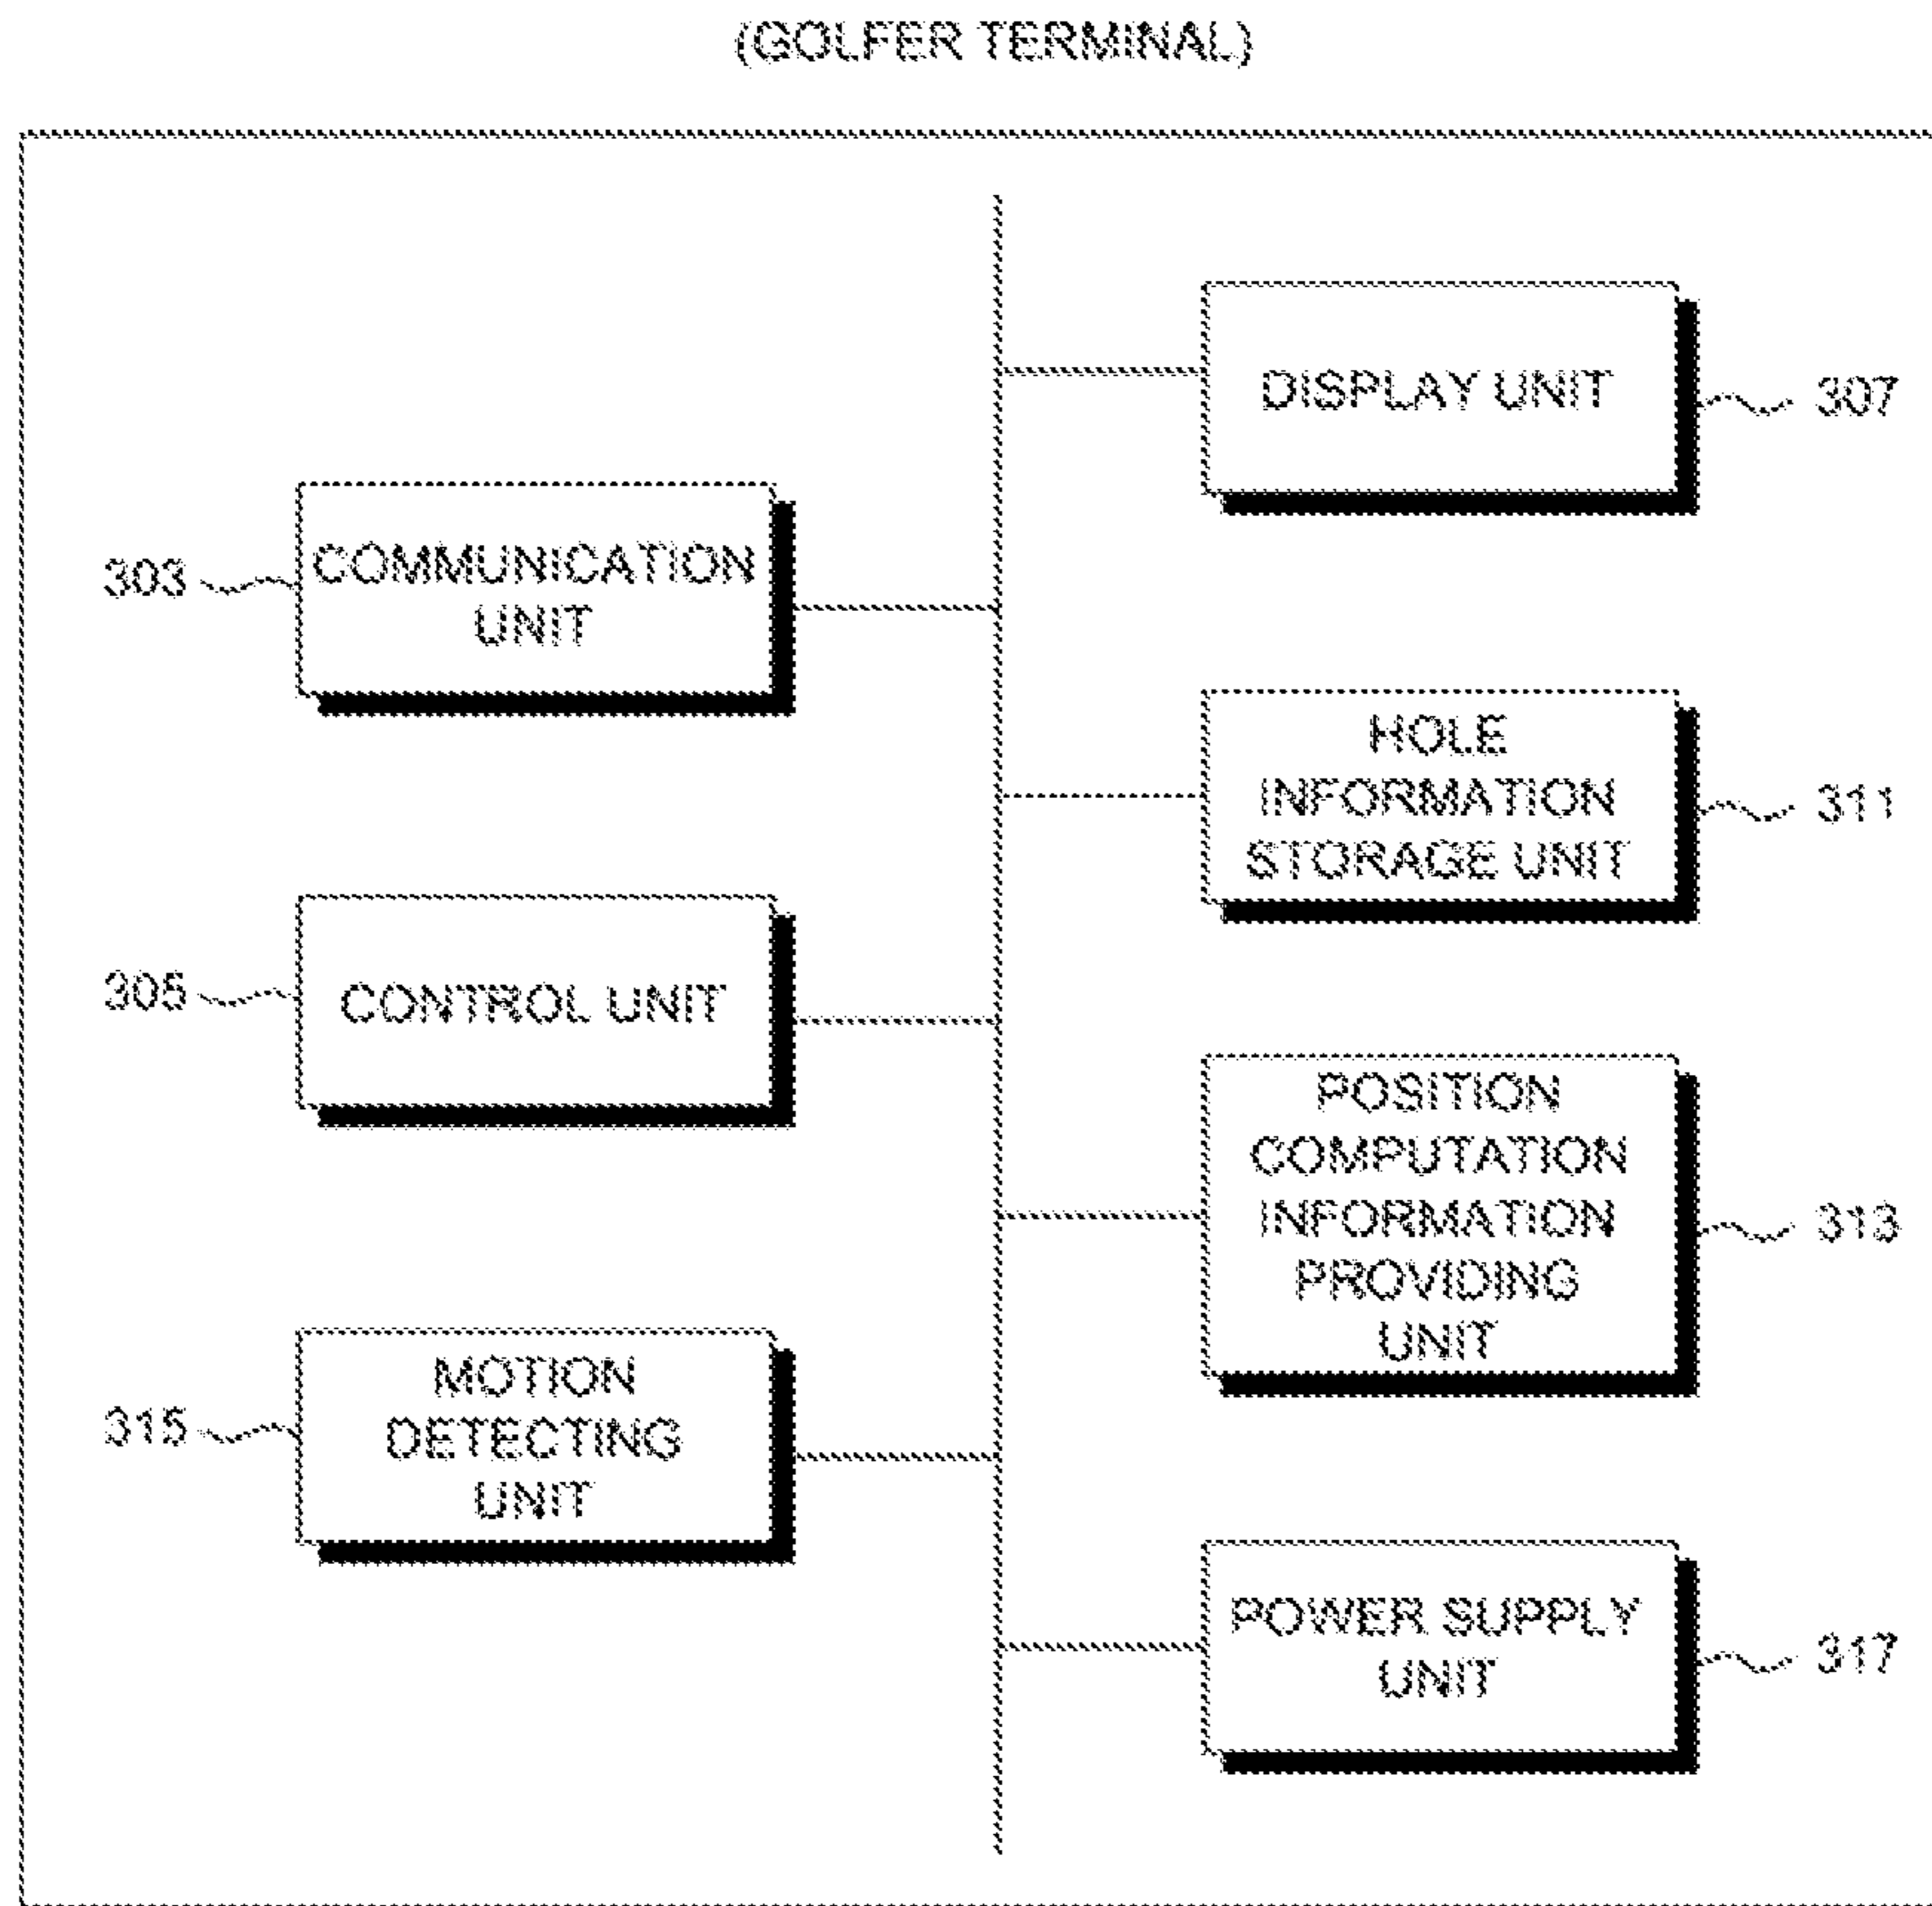 (GOLFER TERMINAL)
DISPLAY UNIT
307
303
COMMUNICATION
UNIT
HOLE
INFORMATION
STORAGE UNIT
311
305
CONTROL UNIT
POSITION
COMPUTATION
INFORMATION
PROVIDING
UNIT
313
315
MOTION
DETECTING
UNIT
POWER SUPPLY
UNIT
317